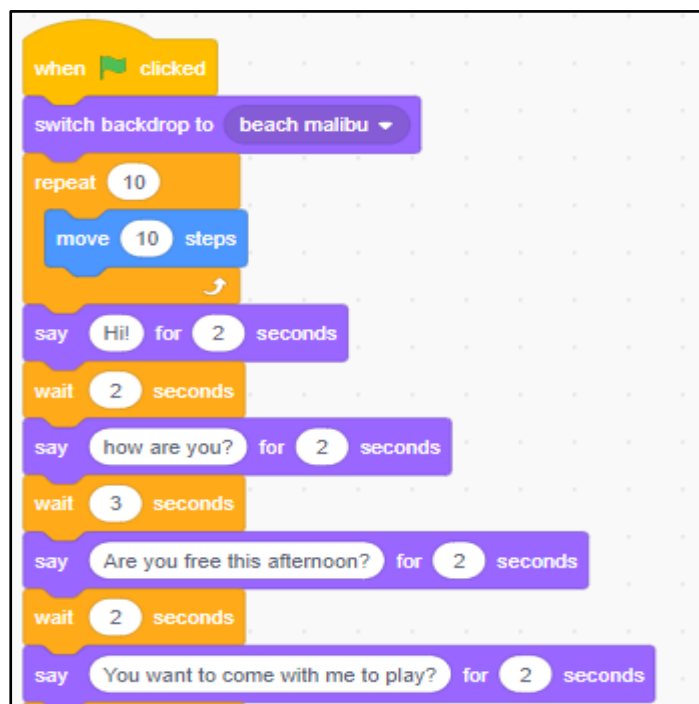 when clicked
switch backdrop to beach malibu
repeat 10
move 10 steps
say Hi! for 2 seconds
wait 2 seconds
say how are you? for 2 seconds
wait 3 seconds
say Are you free this afternoon? for 2 seconds
wait 2 seconds
say You want to come with me to play? for 2 seconds